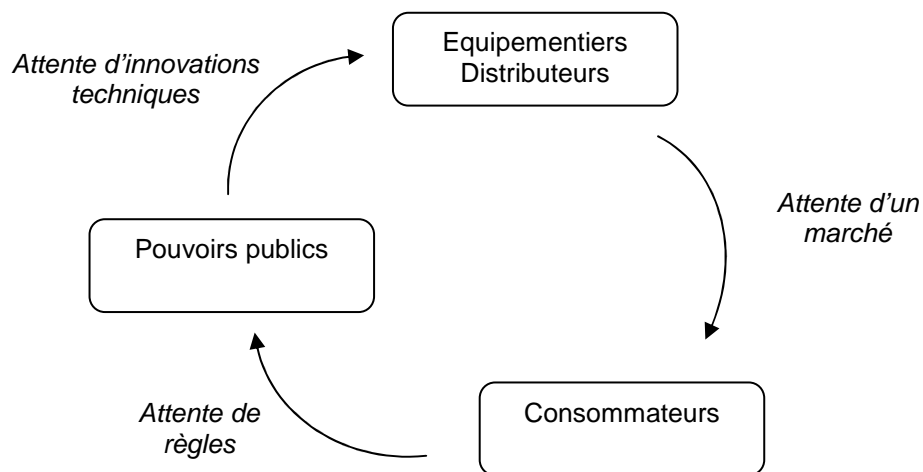 Equipementiers
Distributeurs
Attente d’innovations
techniques
Attente d’un
marché
Pouvoirs publics
Consommateurs
Attente de
règles